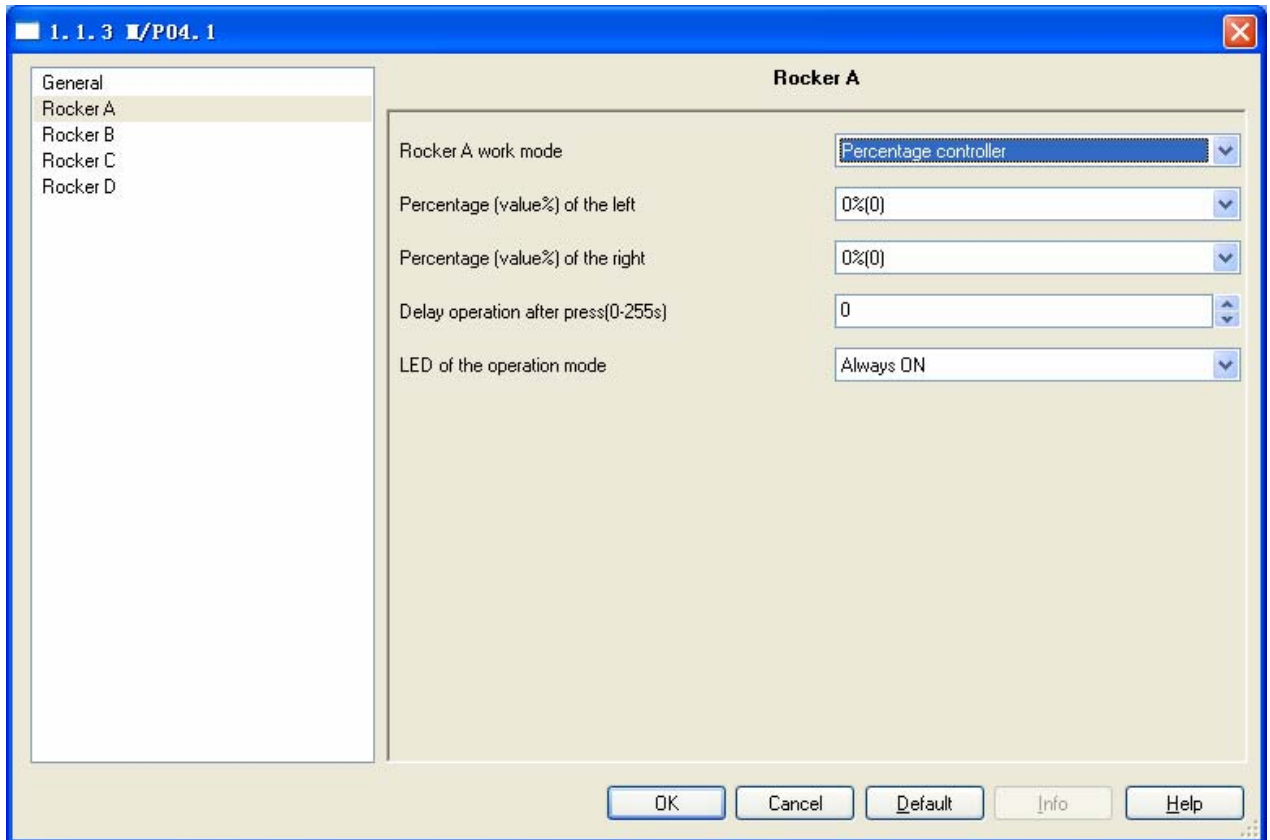 1.1.3 M/P04.1
General
Rocker A
Rocker B
Rocker C
Rocker D
Rocker A
Rocker A work mode Percentage controller
Percentage (value%) of the left 0%(0)
Percentage (value%) of the right 0%(0)
Delay operation after press(0-255s) 0
LED of the operation mode Always ON
OK Cancel Default Info Help